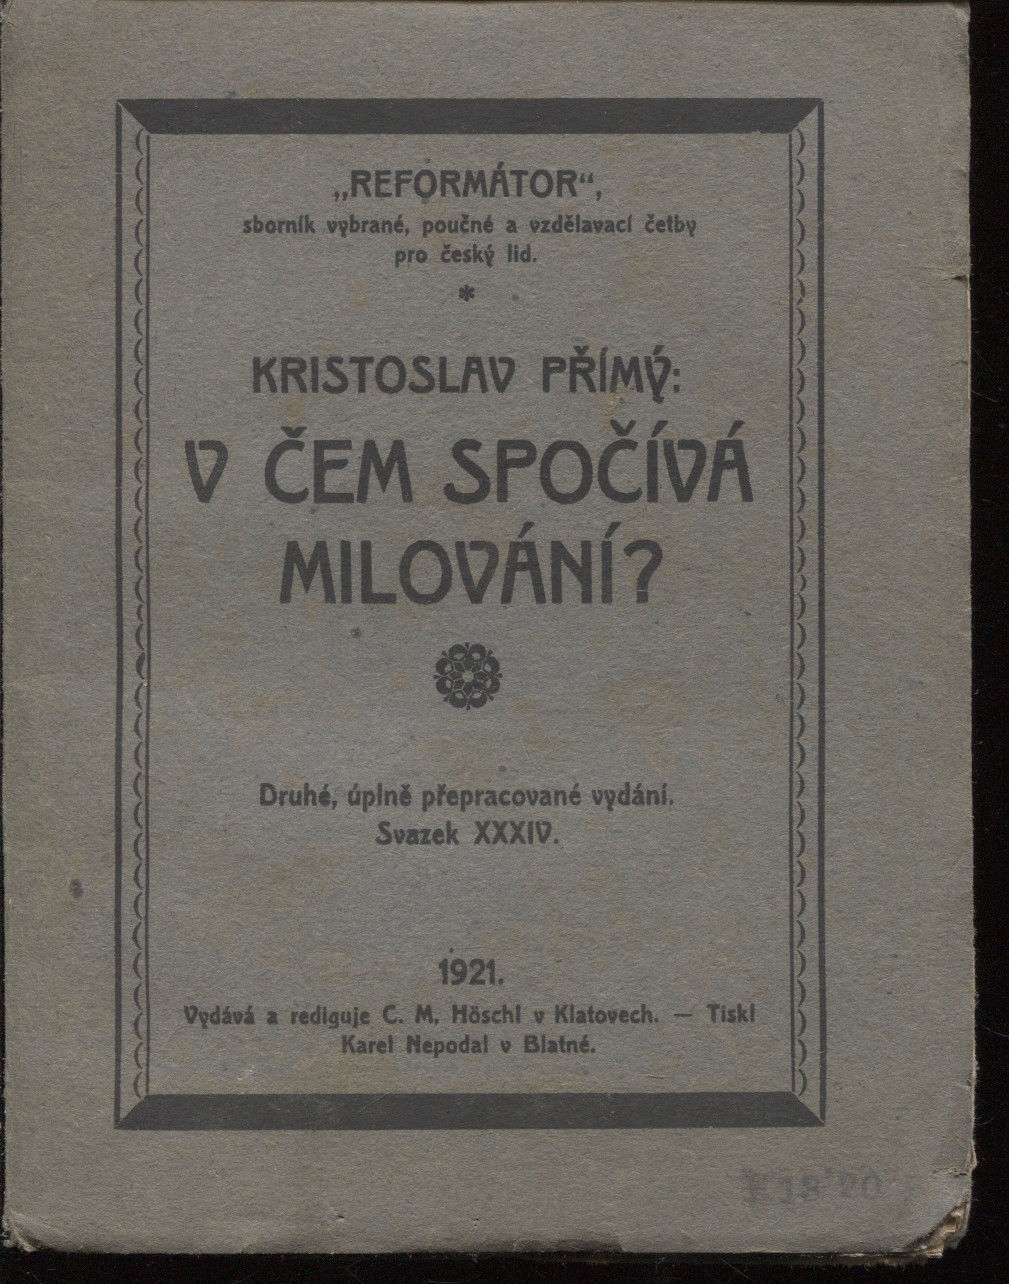 „REFORMÁTOR“,
sborník vybrané, poučné a vzdělavací četby
pro český lid.
*
KRISTOSLAV PŘÍMÝ:
V ČEM SPOČÍVÁ
MILOVÁNÍ?
Druhé, úplně přepracované vydání.
Svazek XXXIV.
1921.
Vydává a rediguje C. M. Höschl v Klatovech. — Tiskl
Karel Nepodal v Blatné.